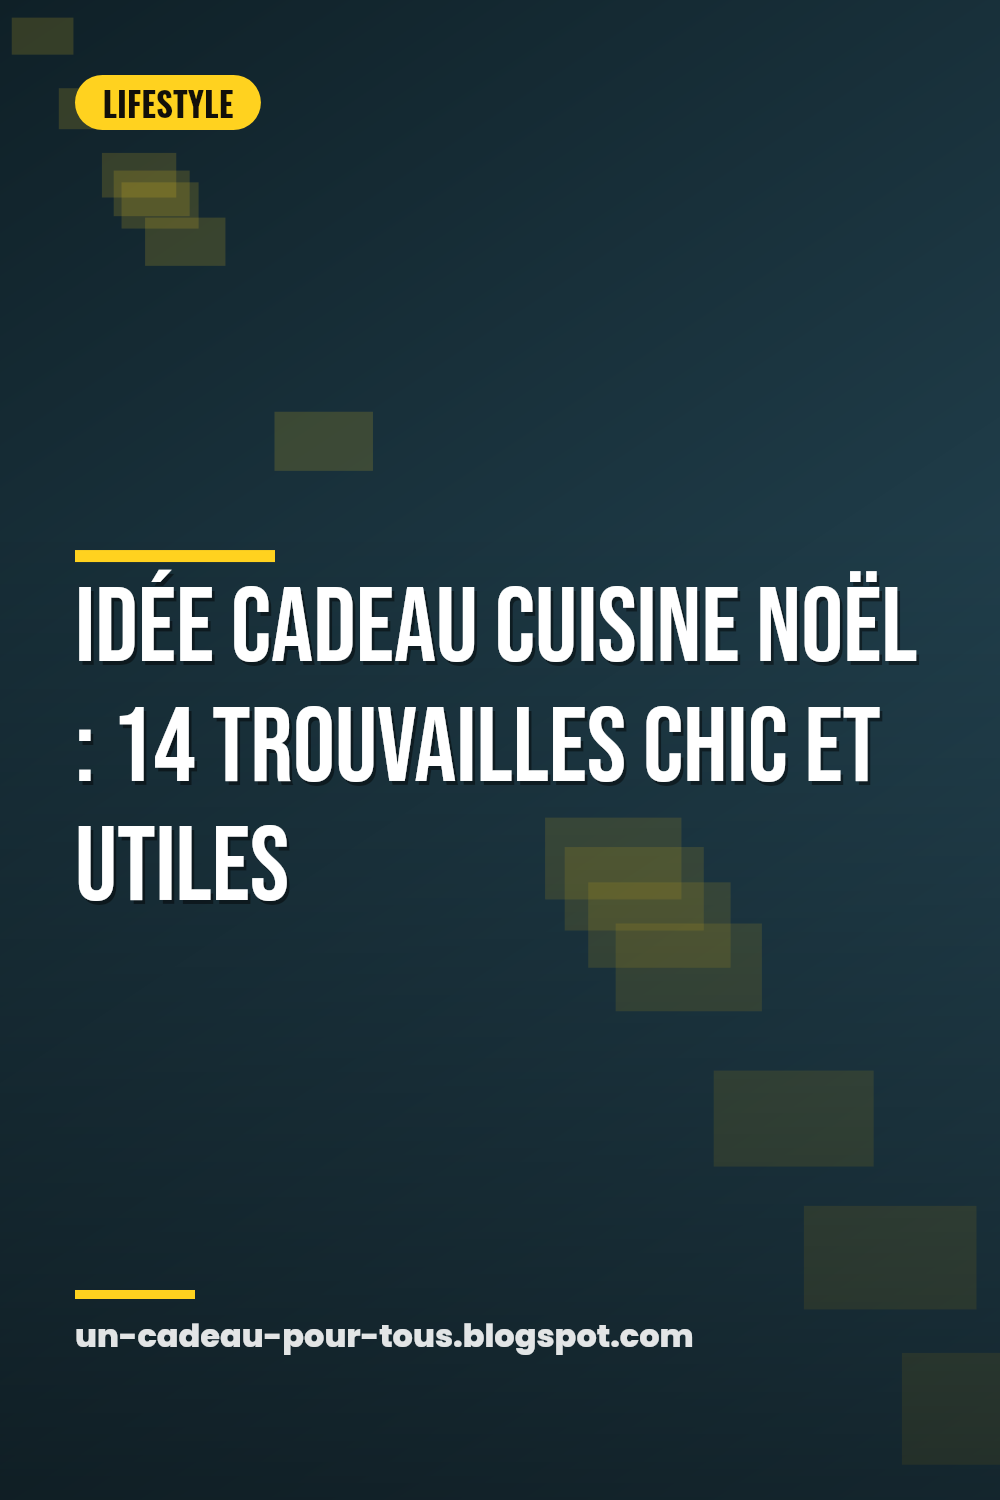 LIFESTYLE
IDÉE CADEAU CUISINE NOËL
: 14 TROUVAILLES CHIC ET
UTILES
un-cadeau-pour-tous.blogspot.com